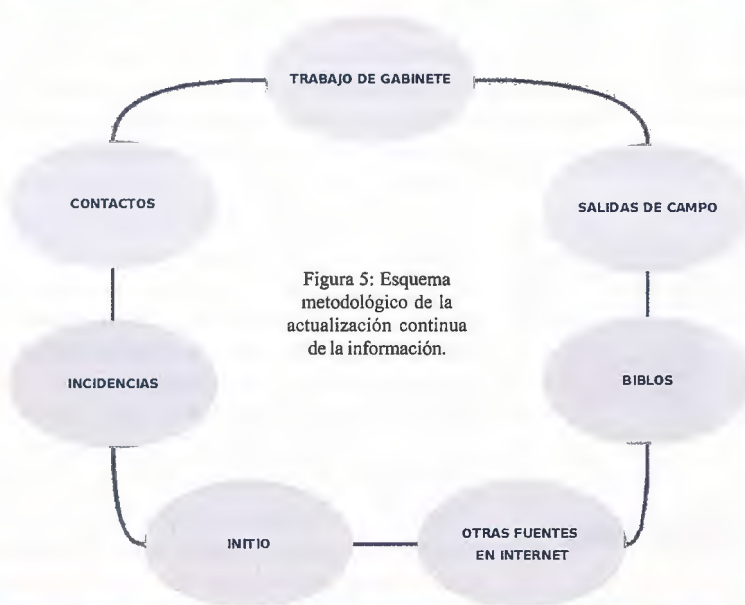 TRABAJO DE GABINETE
CONTACTOS
SALIDAS DE CAMPO
Figura 5: Esquema
metodológico de la
actualización continua
de la información.
INCIDENCIAS
BIBLOS
INITIO
OTRAS FUENTES
EN INTERNET